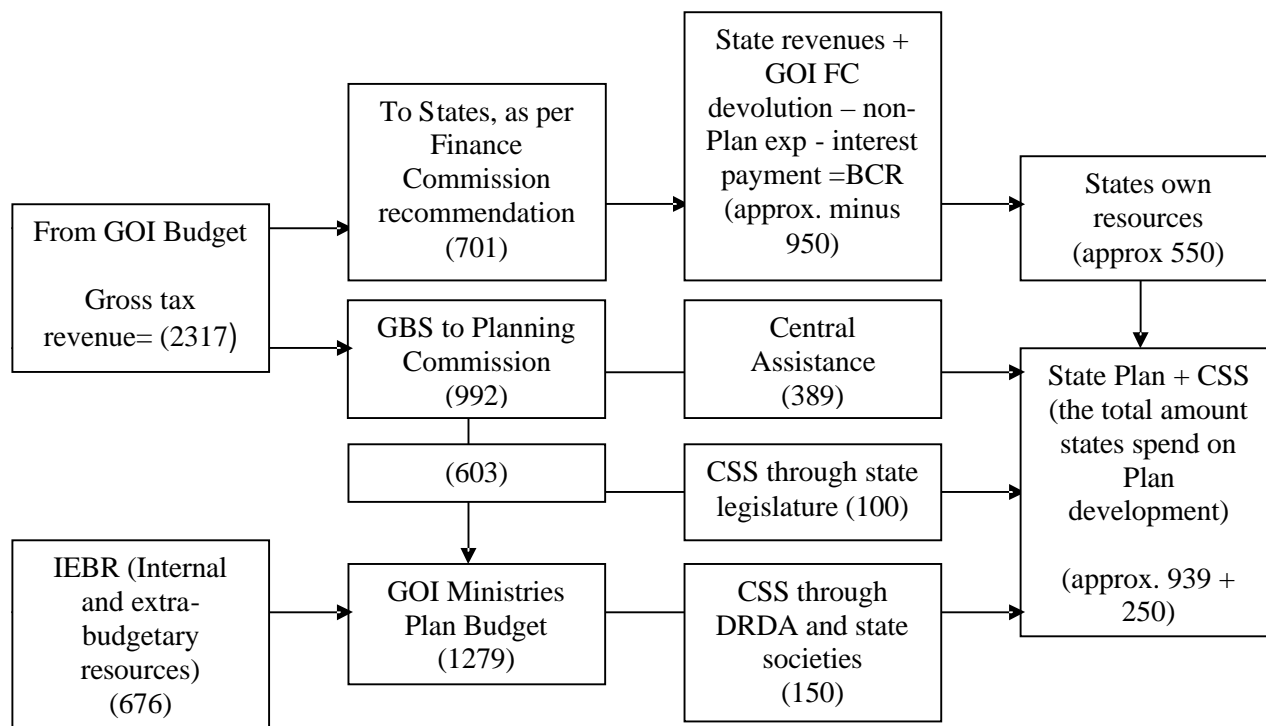 From GOI Budget
Gross tax
revenue= (2317)
To States, as per
Finance
Commission
recommendation
(701)
State revenues +
GOI FC
devolution – non-
Plan exp - interest
payment =BCR
(approx. minus
950)
States own
resources
(approx 550)
GBS to Planning
Commission
(992)
Central
Assistance
(389)
State Plan + CSS
(the total amount
states spend on
Plan
development)
(approx. 939 +
250)
(603)
CSS through state
legislature (100)
IEBR (Internal
and extra-
budgetary
resources)
(676)
GOI Ministries
Plan Budget
(1279)
CSS through
DRDA and state
societies
(150)